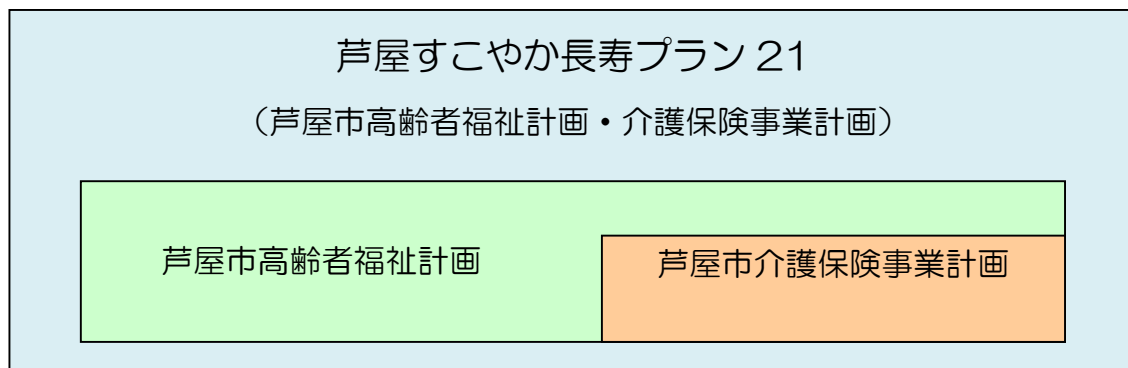 芦屋すこやか長寿プラン 21
（芦屋市高齢者福祉計画・介護保険事業計画）
芦屋市高齢者福祉計画
芦屋市介護保険事業計画